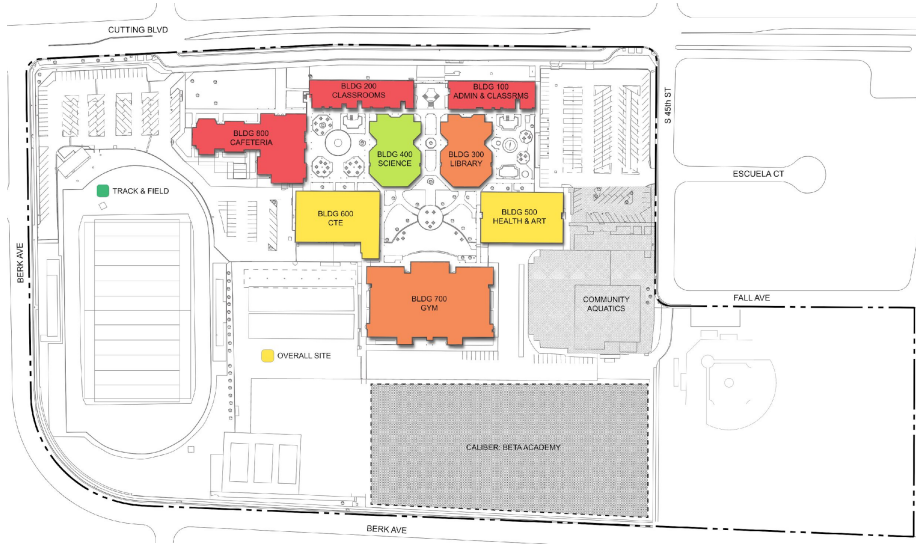 CUTTING BLVD
BLDG 200
CLASSROOMS
BLDG 100
ADMIN & CLASSRMS
S 45th ST
BLDG 800
CAFETERIA
BLDG 400
SCIENCE
BLDG 300
LIBRARY
ESCUELA CT
TRACK & FIELD
BLDG 600
CTE
BLDG 500
HEALTH & ART
BERK AVE
BLDG 700
GYM
COMMUNITY
AQUATICS
FALL AVE
OVERALL SITE
CALIBER: BETA ACADEMY
BERK AVE